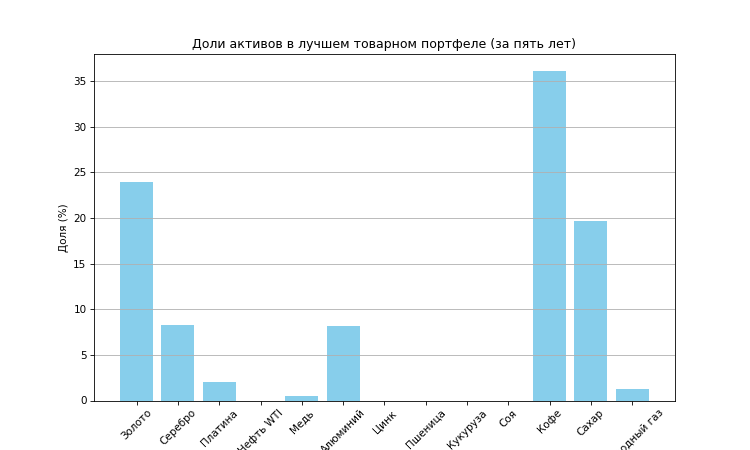 Доли активов в лучшем товарном портфеле (за пять лет)
Доля (%)
35
30
25
20
15
10
5
0
Золото
Серебро
Платина
Нефть WTI
Медь
Алюминий
Цинк
Пшеница
Кукуруза
Соя
Кофе
Сахар
газ